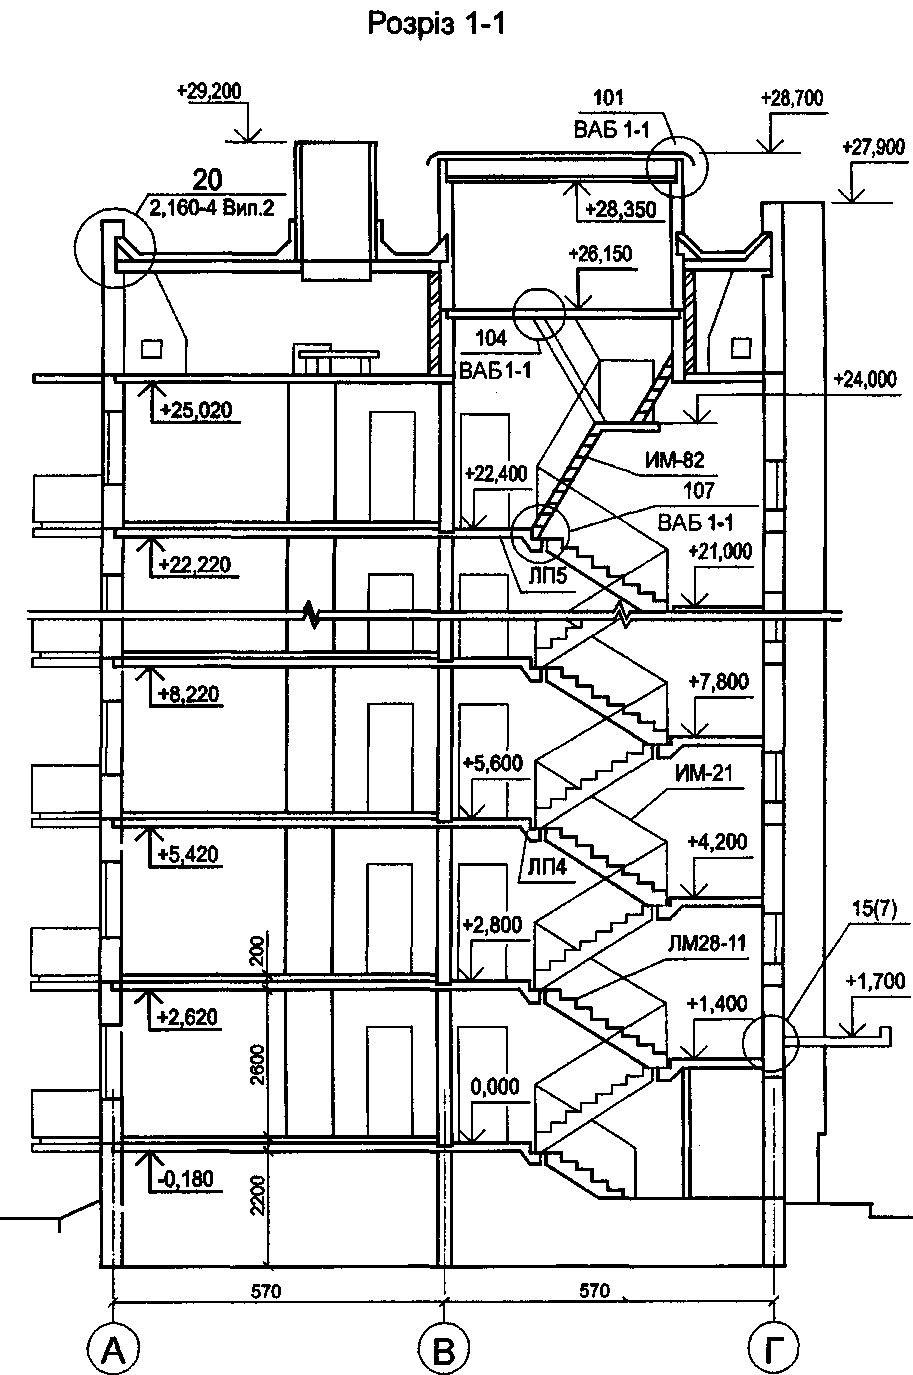 Розріз 1-1
+29,200
101
ВАБ 1-1
+28,700
+27,900
20
2,160-4 Вип.2
+28,350
+26,150
104
ВАБ 1-1
+24,000
+25,020
+22,400
ИМ-82
107
ВАБ 1-1
+22,220
ЛП5
+21,000
+8,220
+7,800
+5,600
ИМ-21
+5,420
ЛП4
+4,200
15(7)
200
+2,800
ЛМ28-11
+2,620
+1,400
+1,700
2600
0,000
-0,180
2200
570
570
А
В
Г